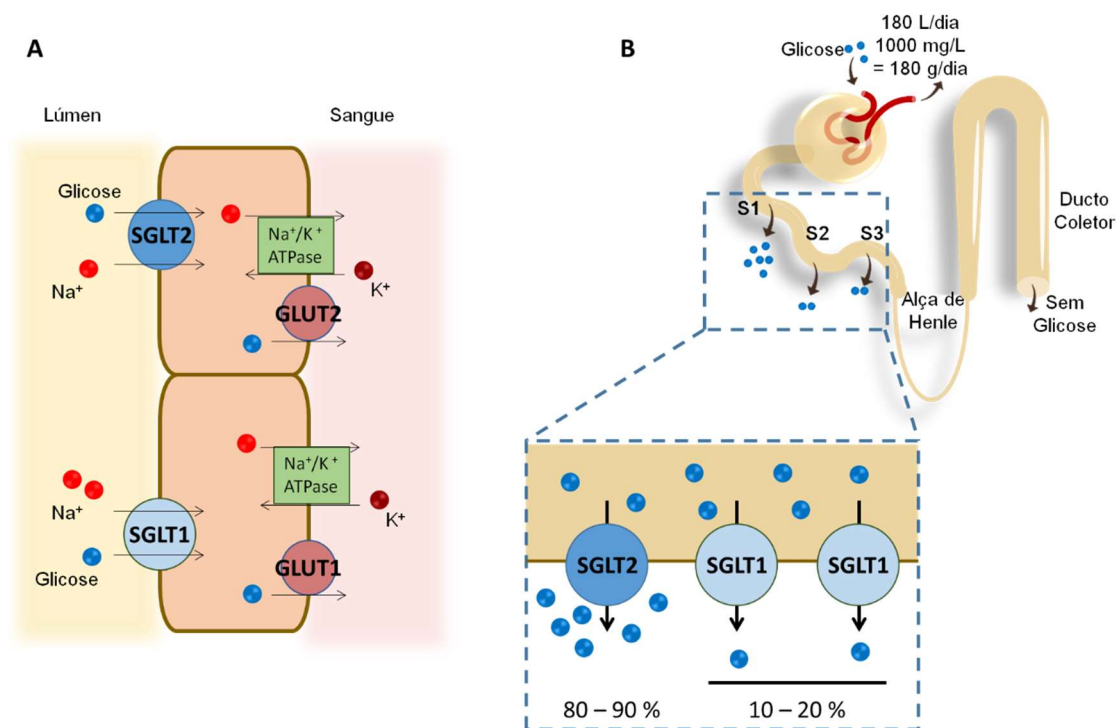 A
Lúmen
Sangue
Glicose
SGLT2
Na⁺
Na⁺/K⁺
ATPase
K⁺
GLUT2
Na⁺
SGLT1
Glicose
Na⁺/K⁺
ATPase
K⁺
GLUT1
B
Glicose
180 L/dia
1000 mg/L
= 180 g/dia
S1
S2
S3
Alça de
Henle
Ducto
Coletor
Sem
Glicose
SGLT2
SGLT1
SGLT1
80 – 90 %
10 – 20 %